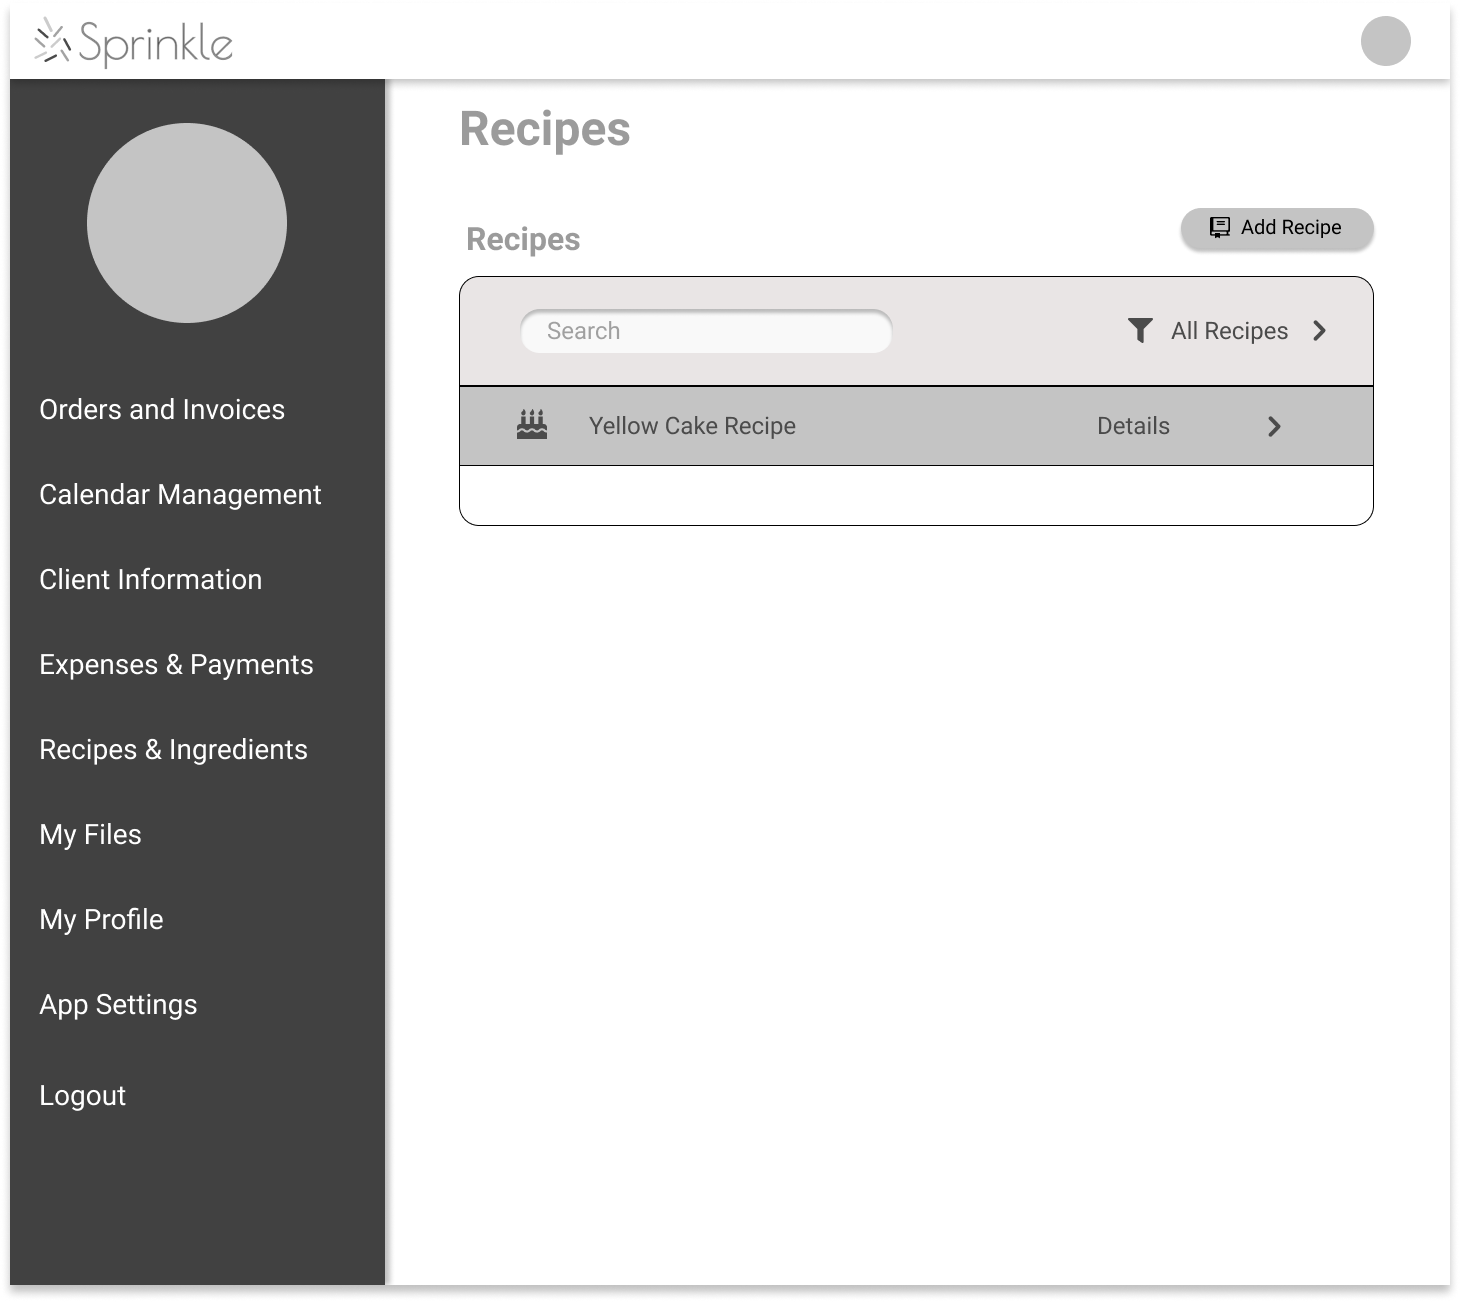 Sprinkle
Recipes
Recipes
Add Recipe
Search
All Recipes
Yellow Cake Recipe
Details
Orders and Invoices
Calendar Management
Client Information
Expenses & Payments
Recipes & Ingredients
My Files
My Profile
App Settings
Logout